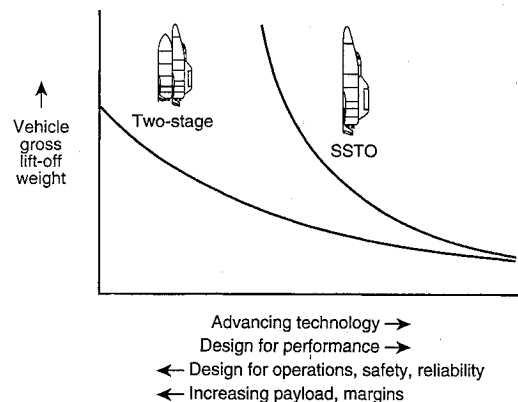 Two-stage
SSTO
↑
Vehicle
gross
lift-off
weight
Advancing technology →
Design for performance →
← Design for operations, safety, reliability
← Increasing payload, margins